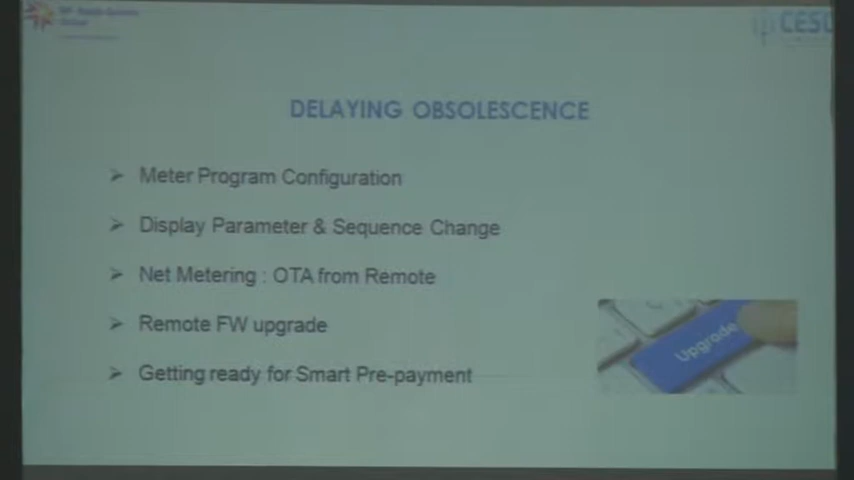 CESC
DELAYING OBSOLESCENCE
➢ Meter Program Configuration
➢ Display Parameter & Sequence Change
➢ Net Metering : OTA from Remote
➢ Remote FW upgrade
➢ Getting ready for Smart Pre-payment
Upgrade